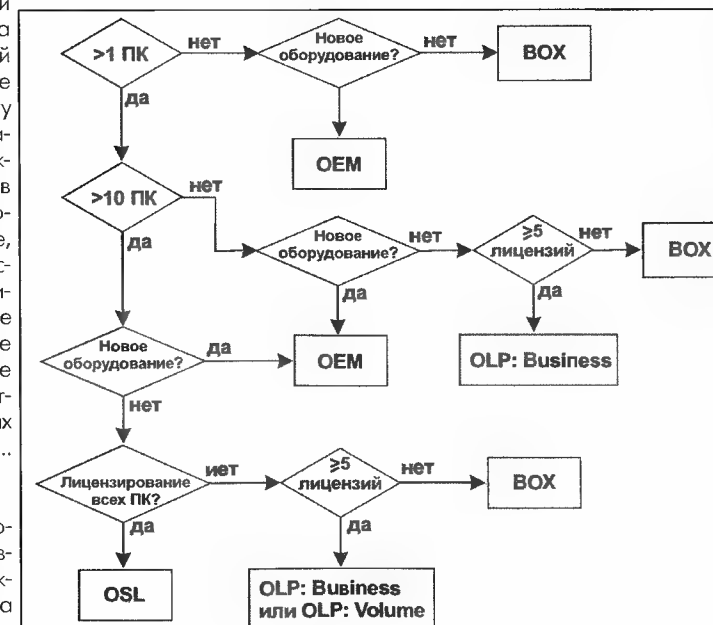 й
а
й
е
у
а-
к-
в
о-
е,
с-
и-
е
е
е
т-
х
...
о-
в-
к-
а
>1 ПК
нет
Новое
оборудование?
нет
BOX
да
OEM
>10 ПК
нет
да
Новое
оборудование?
нет
≥5
лицензий
нет
BOX
да
да
OEM
OLP: Business
Новое
оборудование?
да
нет
Лицензирование
всех ПК?
иет
≥5
лицензий
нет
BOX
да
да
OSL
OLP: Business
или OLP: Volume